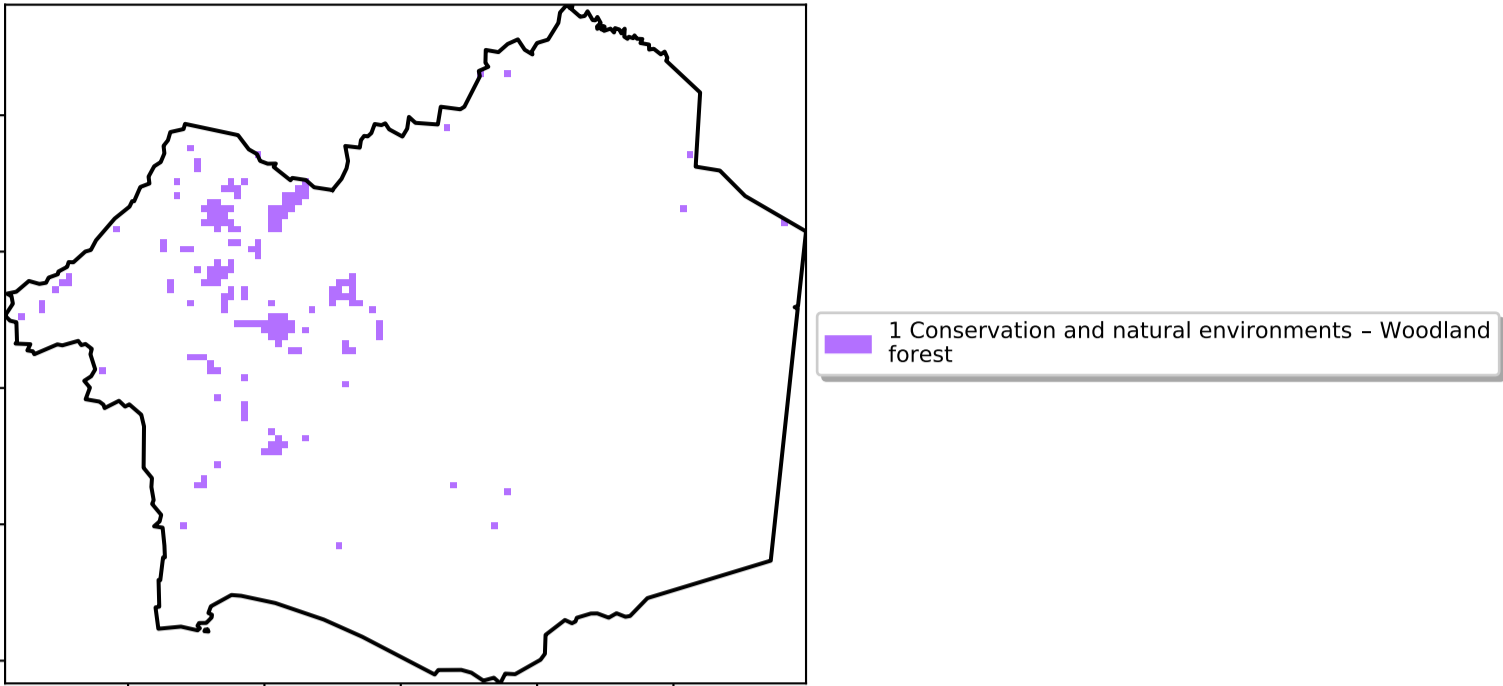 1 Conservation and natural environments – Woodland
forest